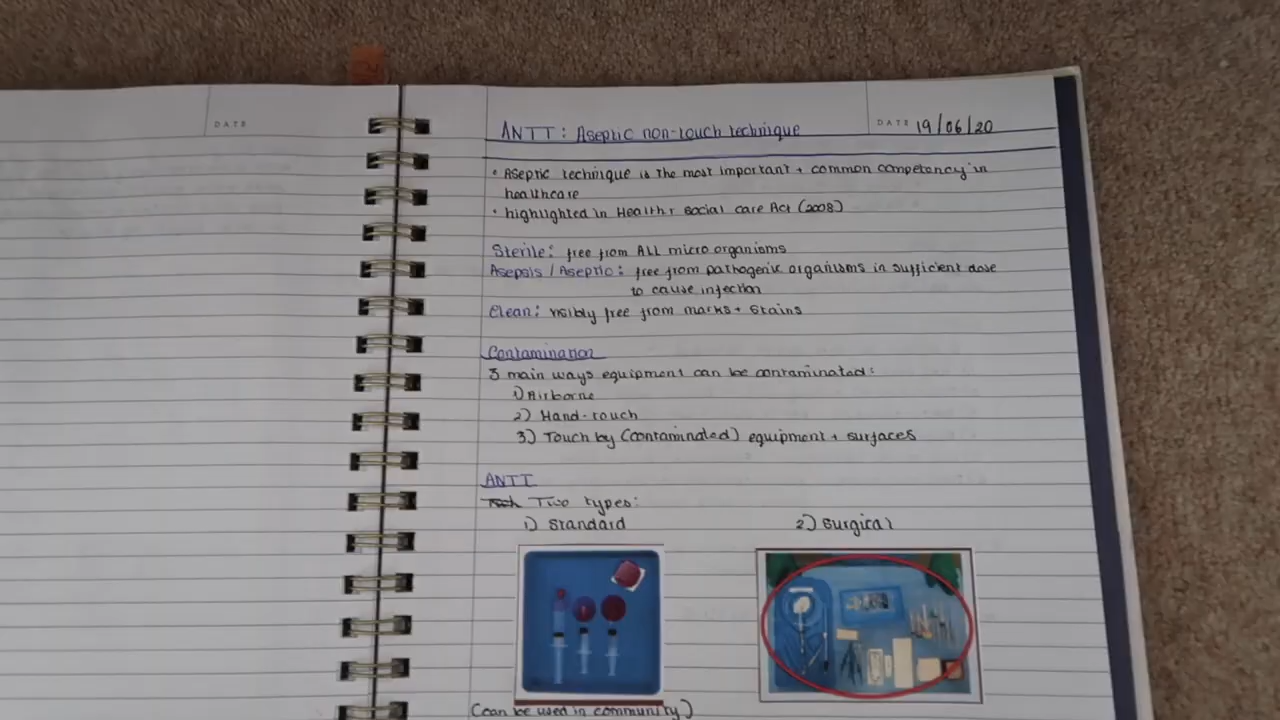 DATE
ANTT: Aseptic non-touch technique
DATE 19/06/20
• Aseptic technique is the most important + common competency in
healthcare
• highlighted in Health + social care Act (2008)
Sterile: free from ALL micro organisms
Asepsis / Aseptic: free from pathogenic organisms in sufficient dose
to cause infection
Clean: visibly free from marks + stains
Contamination
3 main ways equipment can be contaminated:
1) Airborne
2) Hand-touch
3) Touch by (contaminated) equipment + surfaces
ANTT
Two types:
1) Standard
2) Surgical
(can be used in community)